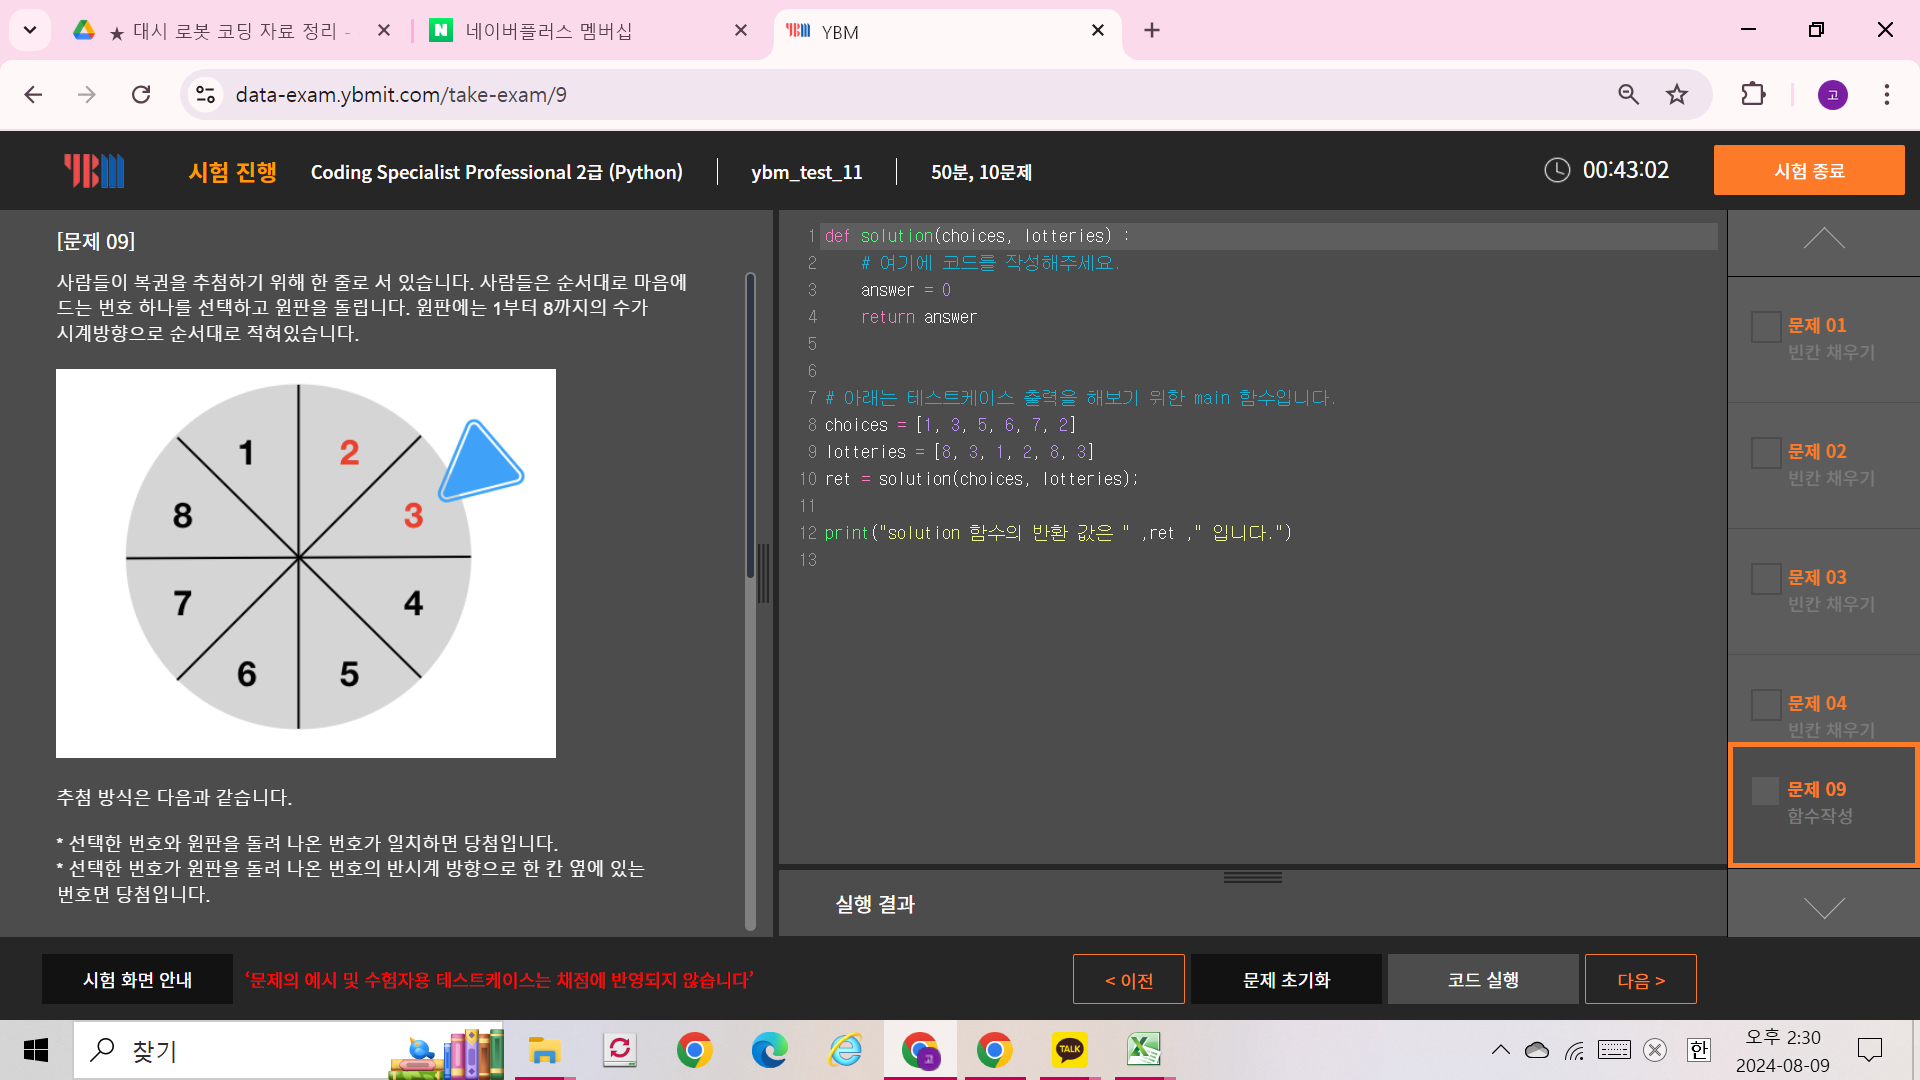 ★ 대시 로봇 코딩 자료 정리 -
네이버플러스 멤버십
YBM
data-exam.ybmit.com/take-exam/9
고
YBM
시험 진행
Coding Specialist Professional 2급 (Python)
ybm_test_11
50분, 10문제
00:43:02
시험 종료
[문제 09]
사람들이 복권을 추첨하기 위해 한 줄로 서 있습니다. 사람들은 순서대로 마음에
드는 번호 하나를 선택하고 원판을 돌립니다. 원판에는 1부터 8까지의 수가
시계방향으로 순서대로 적혀있습니다.
1
2
8
3
7
4
6
5
추첨 방식은 다음과 같습니다.
* 선택한 번호와 원판을 돌려 나온 번호가 일치하면 당첨입니다.
* 선택한 번호가 원판을 돌려 나온 번호의 반시계 방향으로 한 칸 옆에 있는
번호면 당첨입니다.
1 def solution(choices, lotteries) :
2 # 여기에 코드를 작성해주세요.
3 answer = 0
4 return answer
5
6
7 # 아래는 테스트케이스 출력을 해보기 위한 main 함수입니다.
8 choices = [1, 3, 5, 6, 7, 2]
9 lotteries = [8, 3, 1, 2, 8, 3]
10 ret = solution(choices, lotteries);
11
12 print("solution 함수의 반환 값은 " ,ret ," 입니다.")
13
실행 결과
문제 01
빈칸 채우기
문제 02
빈칸 채우기
문제 03
빈칸 채우기
문제 04
빈칸 채우기
문제 09
함수작성
시험 화면 안내
‘문제의 예시 및 수험자용 테스트케이스는 채점에 반영되지 않습니다’
< 이전
문제 초기화
코드 실행
다음 >
찾기
TALK
고
한
오후 2:30
2024-08-09